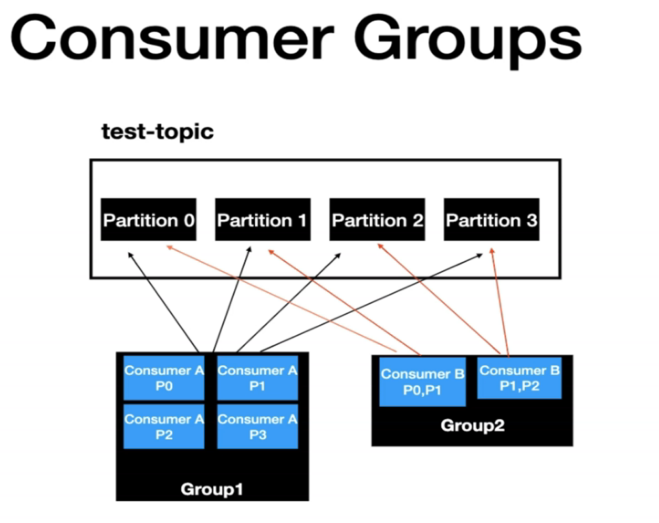 Consumer Groups
test-topic
Partition 0
Partition 1
Partition 2
Partition 3
Consumer A
P0
Consumer A
P1
Consumer A
P2
Consumer A
P3
Group1
Consumer B
P0,P1
Consumer B
P1,P2
Group2